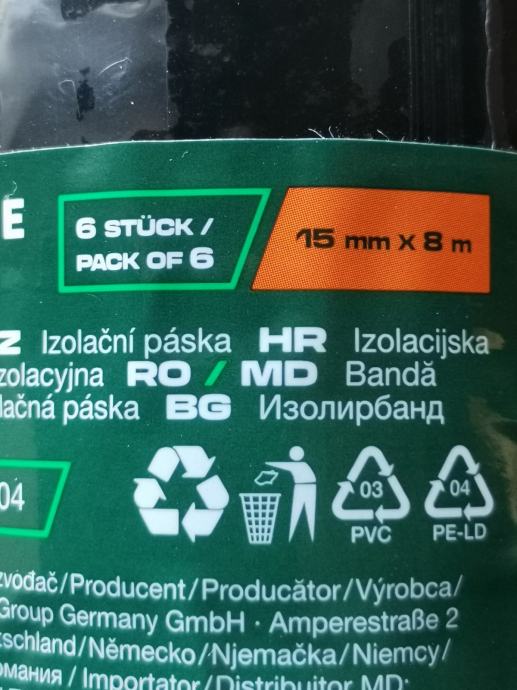 E
6 STÜCK /
PACK OF 6
15 mm X 8 m
Z Izolační páska HR Izolacijska
zolacyjna RO / MD Bandă
lačná páska BG Изолирбанд
04
03
PVC
04
PE-LD
zvođač/Producent/Producător/Výrobca/
Group Germany GmbH · Amperestraße 2
tschland/Německo/Njemačka/Niemcy/
омания / Importator/Distribuitor MD: